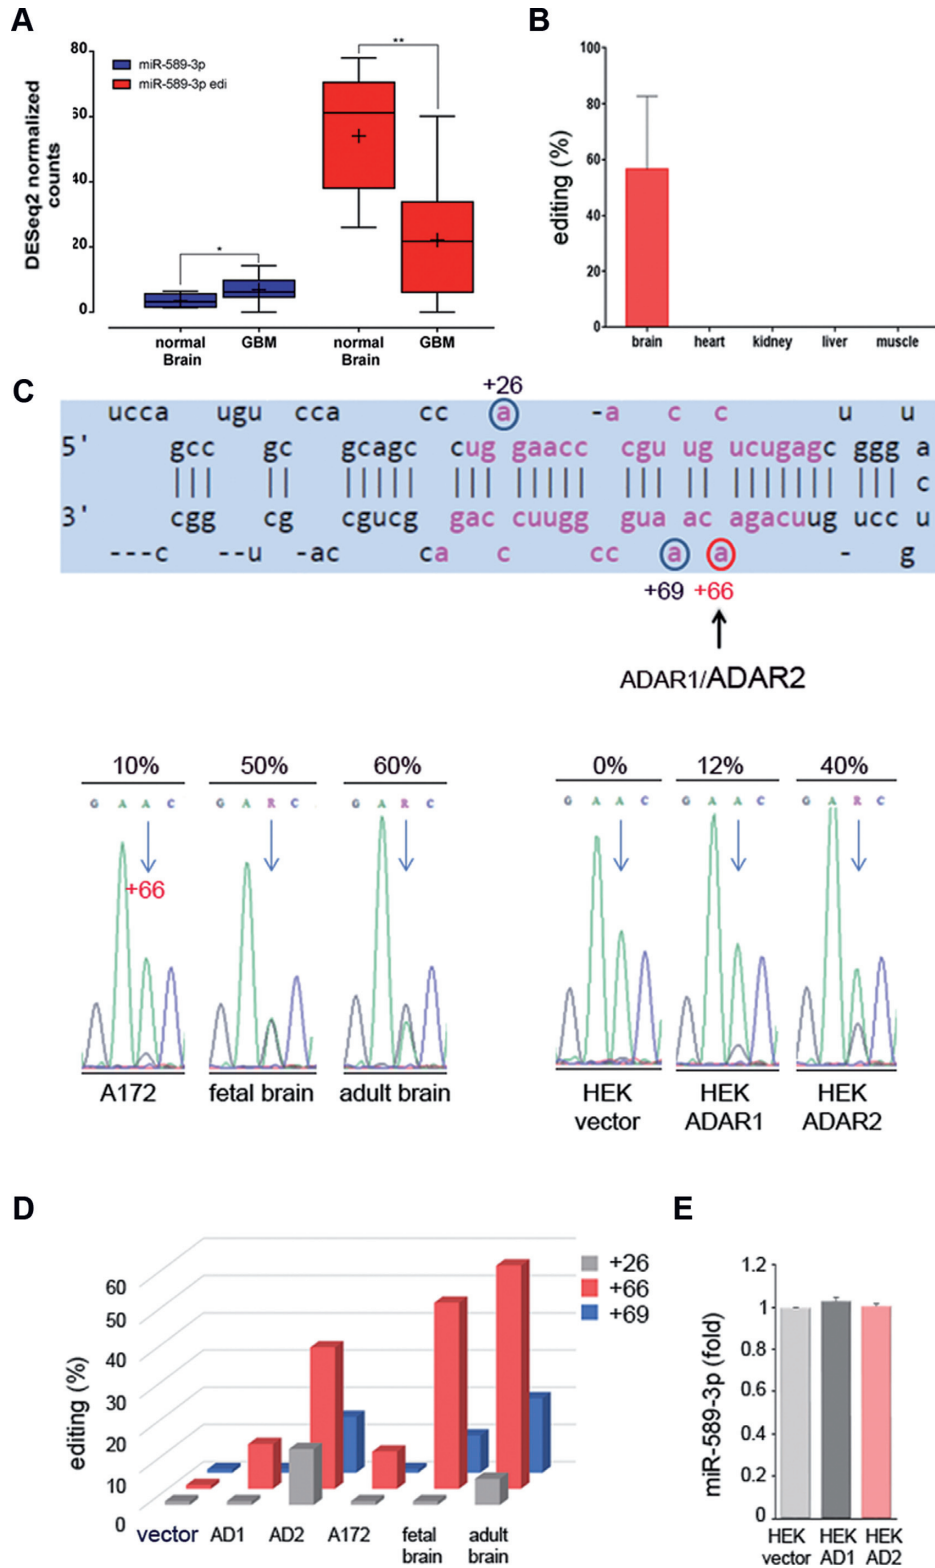 A
DESeq2 normalized
counts
80
60
40
20
0
miR-589-3p
miR-589-3p edi
*
**
normal
Brain
GBM
normal
Brain
GBM
B
editing (%)
100
80
60
40
20
0
brain heart kidney liver muscle
C
+26
ucca ugu cca cc a -a c c u u
5' gcc gc gcagc cugg gaacc cguu ug ucugagc ggg a
c
3' cgg cg cgucg gac cuugg gua ac agacuug ucc u
---c --u -ac ca c cc a a - g
+69 +66
ADAR1/ADAR2
10% 50% 60% 0% 12% 40%
G A A C G A R C G A R C G A A C G A A C G A R C
+66
A172 fetal brain adult brain
HEK
vector
HEK
ADAR1
HEK
ADAR2
D
editing (%)
60
50
40
30
20
10
0
+26
+66
+69
vector AD1 AD2 A172 fetal
brain
adult
brain
E
miR-589-3p (fold)
1.2
1
0.8
0.6
0.4
0.2
0
HEK
vector
HEK
AD1
HEK
AD2